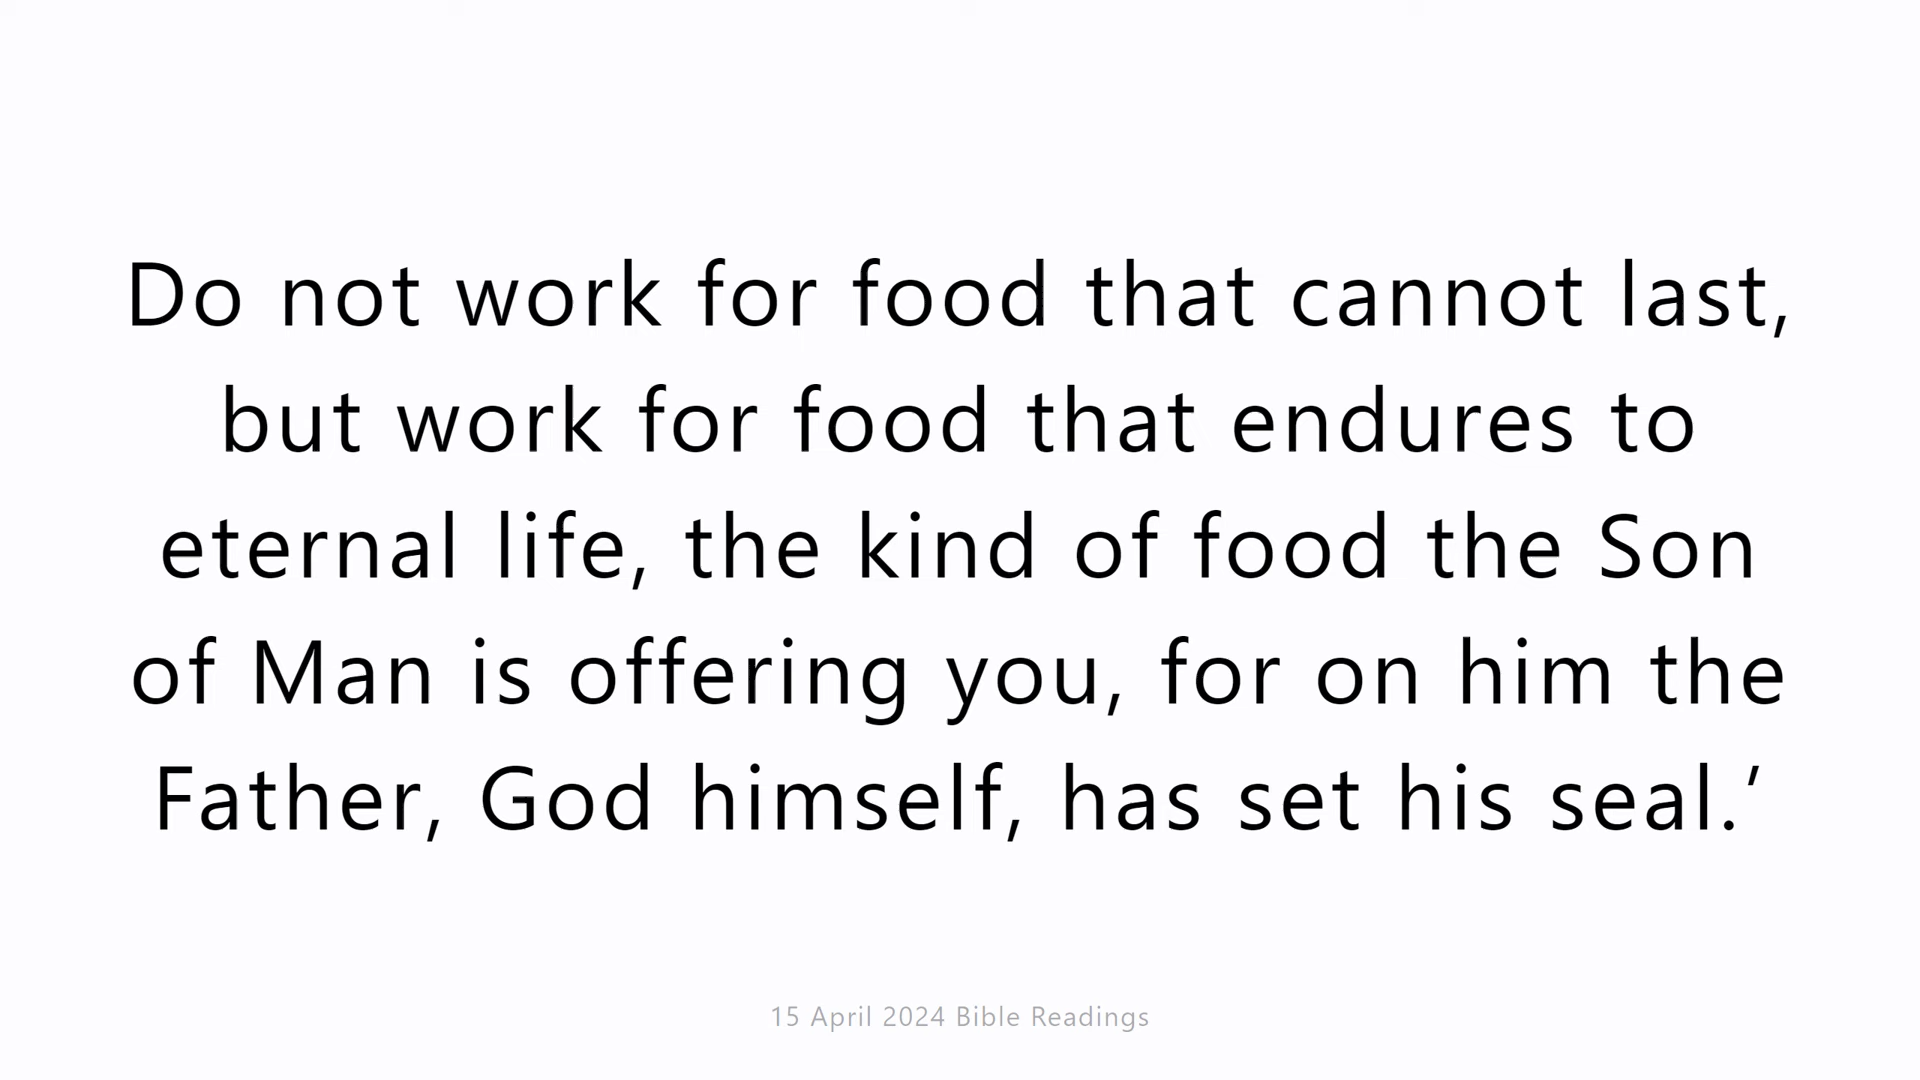 Do not work for food that cannot last,
but work for food that endures to
eternal life, the kind of food the Son
of Man is offering you, for on him the
Father, God himself, has set his seal.’
15 April 2024 Bible Readings